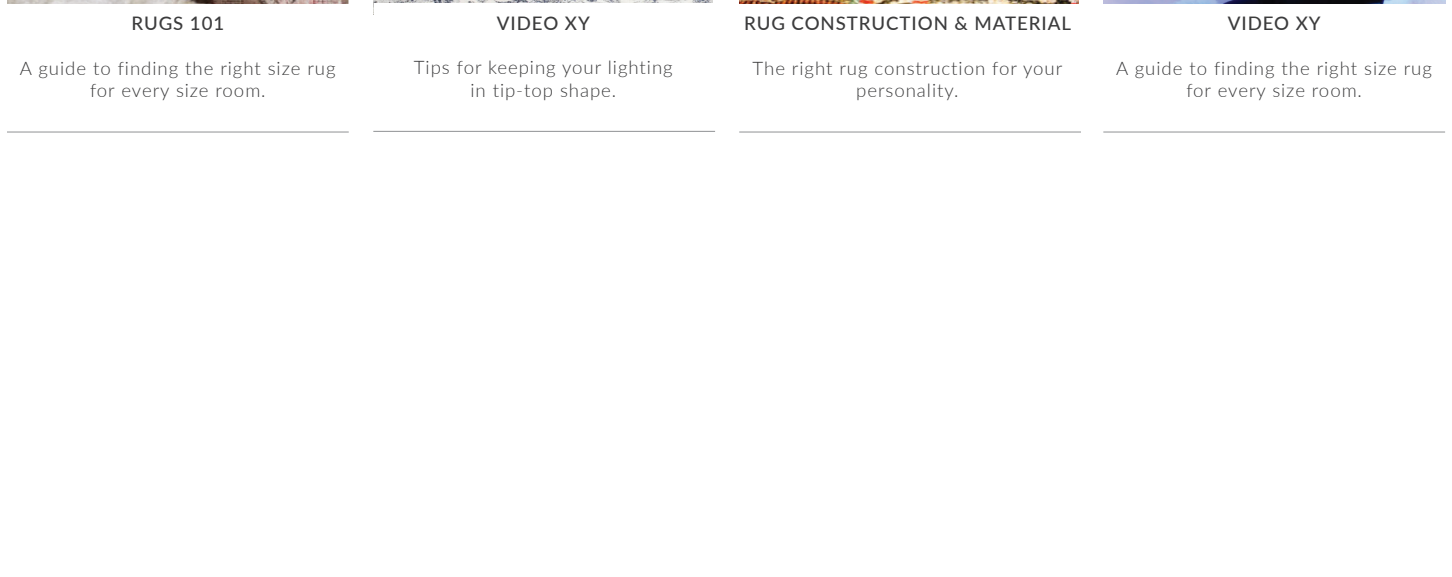 RUGS 101
A guide to finding the right size rug
for every size room.
VIDEO XY
Tips for keeping your lighting
in tip-top shape.
RUG CONSTRUCTION & MATERIAL
The right rug construction for your
personality.
VIDEO XY
A guide to finding the right size rug
for every size room.